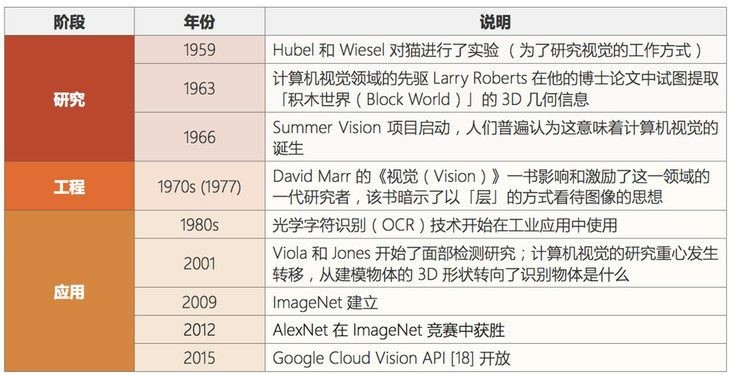 阶段 年份 说明
研究 1959 Hubel 和 Wiesel 对猫进行了实验 （为了研究视觉的工作方式）
1963 计算机视觉领域的先驱 Larry Roberts 在他的博士论文中试图提取
「积木世界（Block World）」的 3D 几何信息
1966 Summer Vision 项目启动，人们普遍认为这意味着计算机视觉的
诞生
工程 1970s (1977) David Marr 的《视觉（Vision）》一书影响和激励了这一领域的
一代研究者，该书暗示了以「层」的方式看待图像的思想
应用 1980s 光学字符识别（OCR）技术开始在工业应用中使用
2001 Viola 和 Jones 开始了面部检测研究；计算机视觉的研究重心发生
转移，从建模物体的 3D 形状转向了识别物体是什么
2009 ImageNet 建立
2012 AlexNet 在 ImageNet 竞赛中获胜
2015 Google Cloud Vision API [18] 开放